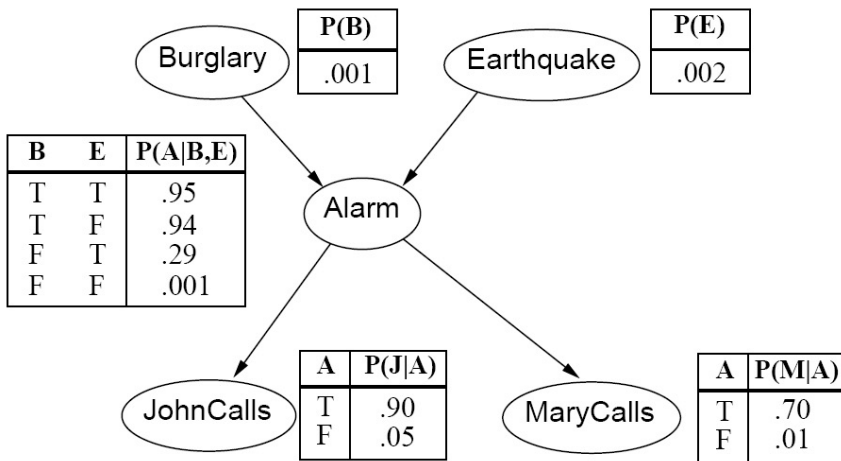 Burglary
P(B)
.001
Earthquake
P(E)
.002
B E P(A|B,E)
T T .95
T F .94
F T .29
F F .001
Alarm
JohnCalls
A P(J|A)
T .90
F .05
MaryCalls
A P(M|A)
T .70
F .01